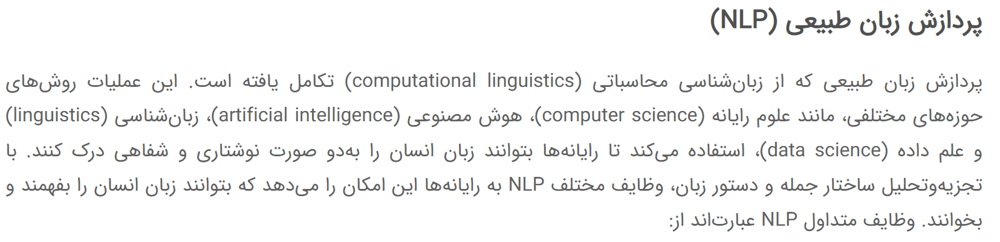 پردازش زبان طبیعی (NLP)
پردازش زبان طبیعی که از زبان‌شناسی محاسباتی (computational linguistics) تکامل یافته است. این عملیات روش‌های
حوزه‌های مختلفی، مانند علوم رایانه (computer science)، هوش مصنوعی (artificial intelligence)، زبان‌شناسی (linguistics)
و علم داده (data science)، استفاده می‌کند تا رایانه‌ها بتوانند زبان انسان را به‌دو صورت نوشتاری و شفاهی درک کنند. با
تجزیه‌وتحلیل ساختار جمله و دستور زبان، وظایف مختلف NLP به رایانه‌ها این امکان را می‌دهد که بتوانند زبان انسان را بفهمند و
بخوانند. وظایف متداول NLP عبارت‌اند از: